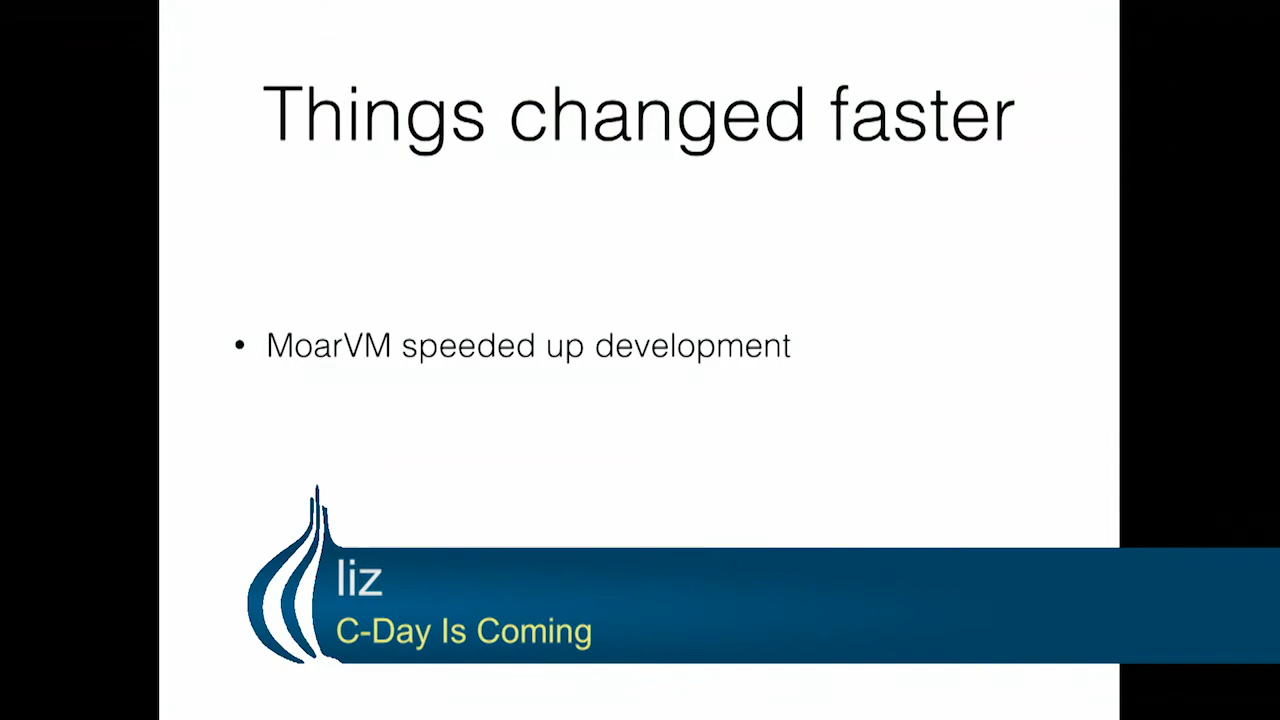 Things changed faster
• MoarVM speeded up development
liz
C-Day Is Coming